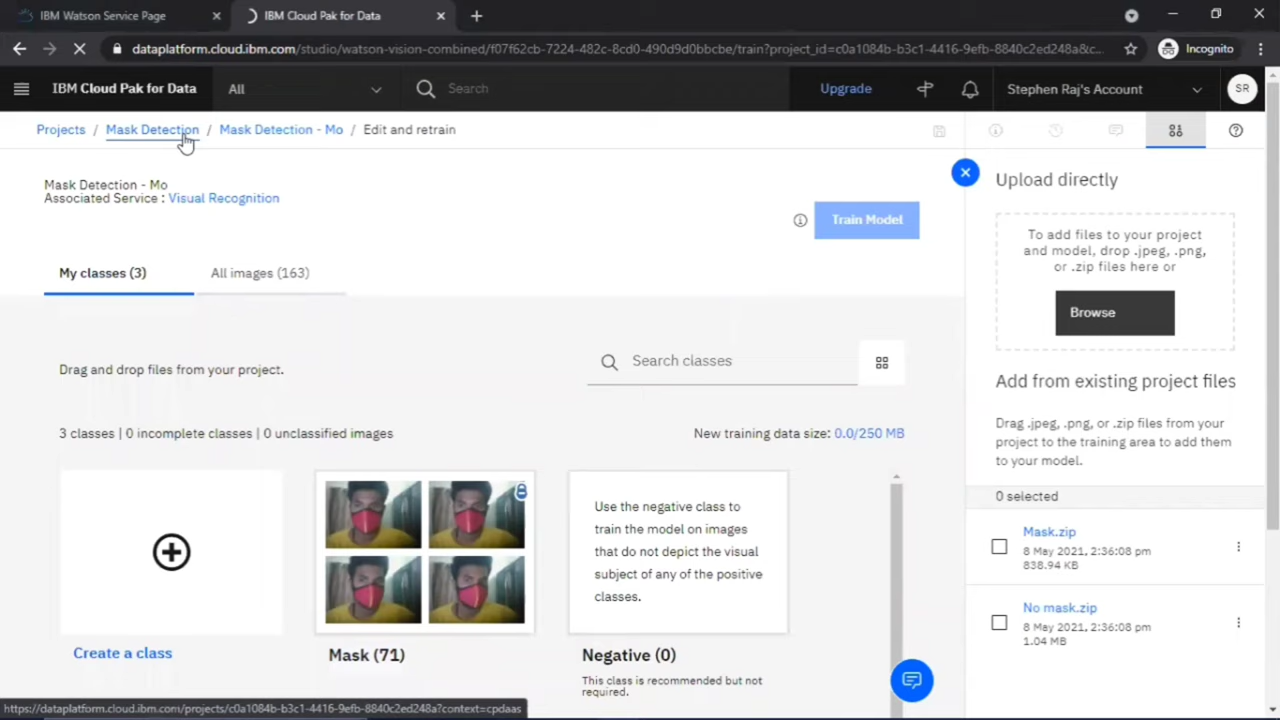 IBM Watson Service Page
IBM Cloud Pak for Data
dataplatform.cloud.ibm.com/studio/watson-vision-combined/f07f62cb-7224-482c-8cd0-490d9d0bbcbe/train?project_id=c0a1084b-b3c1-4416-9efb-8840c2ed248a&c...
Incognito
IBM Cloud Pak for Data
All
Search
Upgrade
Stephen Raj's Account
SR
Projects / Mask Detection / Mask Detection - Mo / Edit and retrain
Mask Detection - Mo
Associated Service : Visual Recognition
Train Model
My classes (3)
All images (163)
Drag and drop files from your project.
Search classes
3 classes | 0 incomplete classes | 0 unclassified images
New training data size: 0.0/250 MB
Create a class
Mask (71)
Use the negative class to
train the model on images
that do not depict the visual
subject of any of the positive
classes.
Negative (0)
This class is recommended but not
required.
Upload directly
To add files to your project
and model, drop .jpeg, .png,
or .zip files here or
Browse
Add from existing project files
Drag .jpeg, .png, or .zip files from your
project to the training area to add them
to your model.
0 selected
Mask.zip
8 May 2021, 2:36:08 pm
838.94 KB
No mask.zip
8 May 2021, 2:36:08 pm
1.04 MB
https://dataplatform.cloud.ibm.com/projects/c0a1084b-b3c1-4416-9efb-8840c2ed248a?context=cpdaas